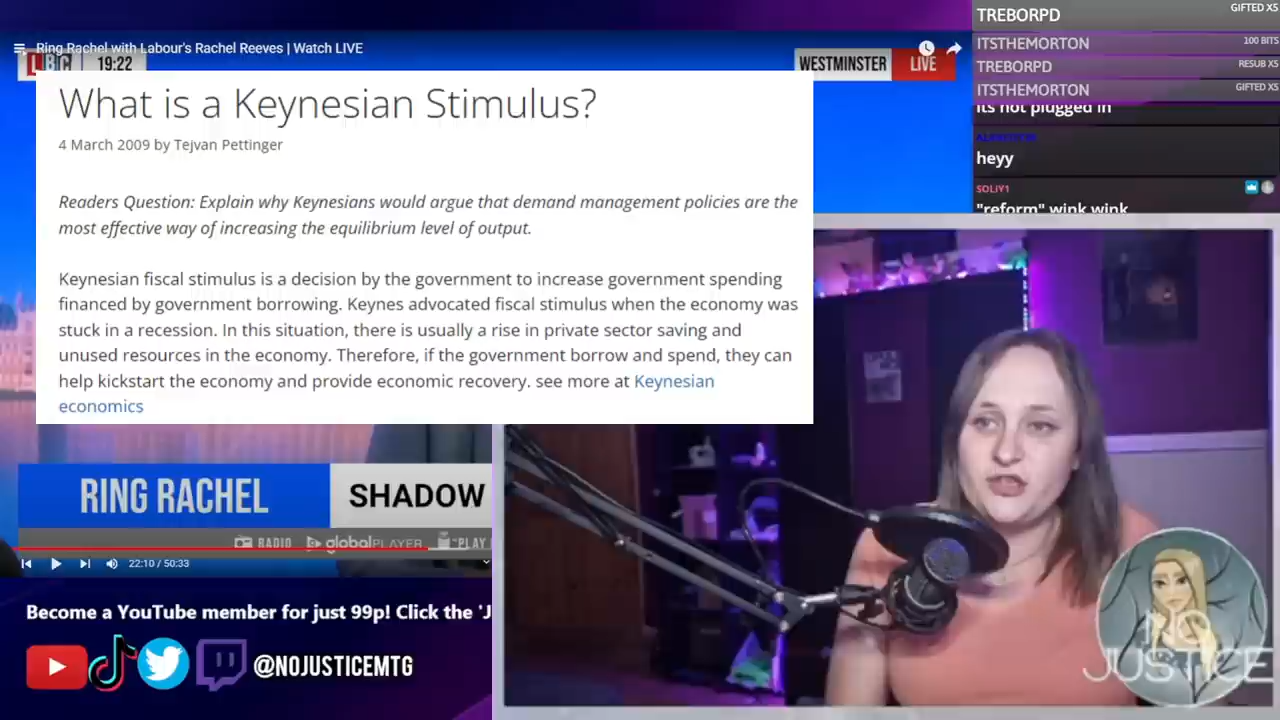 Ring Rachel with Labour's Rachel Reeves | Watch LIVE
LBC 19:22
WESTMINSTER LIVE
What is a Keynesian Stimulus?
4 March 2009 by Tejvan Pettinger
Readers Question: Explain why Keynesians would argue that demand management policies are the
most effective way of increasing the equilibrium level of output.
Keynesian fiscal stimulus is a decision by the government to increase government spending
financed by government borrowing. Keynes advocated fiscal stimulus when the economy was
stuck in a recession. In this situation, there is usually a rise in private sector saving and
unused resources in the economy. Therefore, if the government borrow and spend, they can
help kickstart the economy and provide economic recovery. see more at Keynesian
economics
RING RACHEL SHADOW
RADIO globalPLAYER PLAY
22:10 / 50:33
Become a YouTube member for just 99p! Click the 'J
@NOJUSTICEMTG
TREBORPD GIFTED X5
ITSTHEMORTON 100 BITS
TREBORPD RESUB X5
ITSTHEMORTON GIFTED X5
its not plugged in
heyy
SOLIV1
"reform" wink wink
NO
JUSTICE